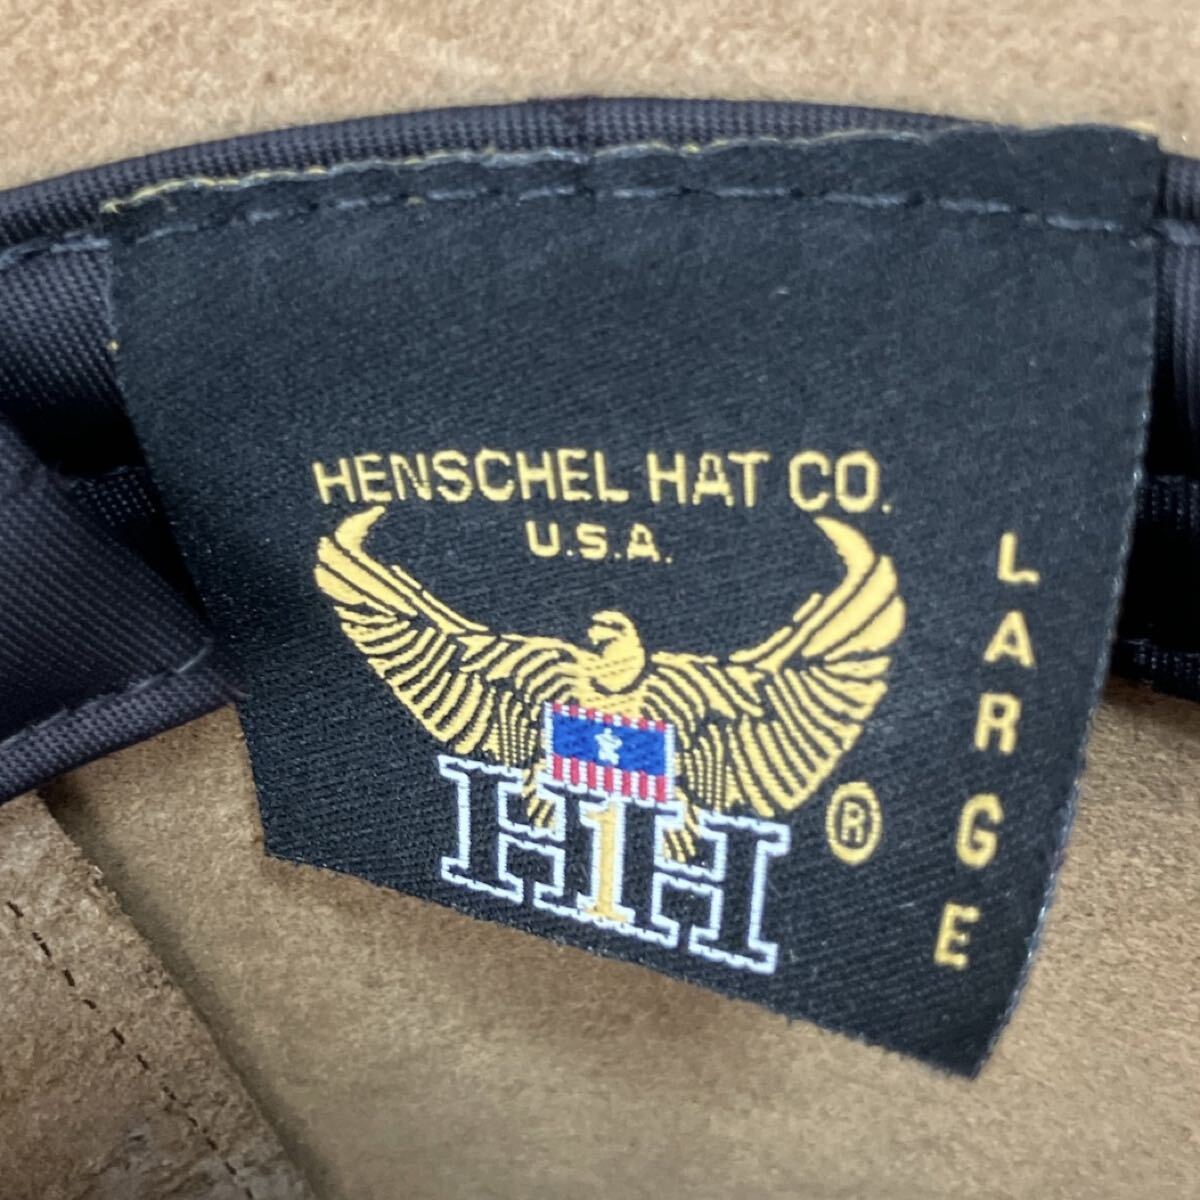 HENSCHEL HAT CO.
U.S.A.
H1H
®
LARGE